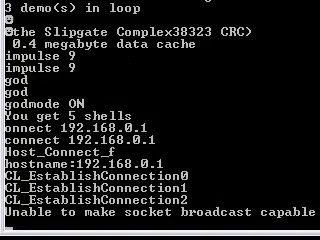 3 demo(s) in loop
the Slipgate Complex38323 CRC)
0.4 megabyte data cache
impulse 9
impulse 9
god
god
godmode ON
You get 5 shells
onnect 192.168.0.1
connect 192.168.0.1
Host_Connect_f
hostname:192.168.0.1
CL_EstablishConnection0
CL_EstablishConnection1
CL_EstablishConnection2
Unable to make socket broadcast capable